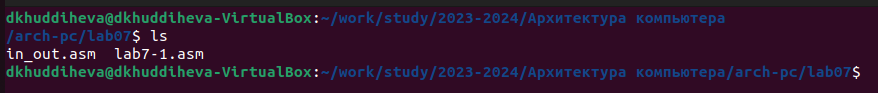 dkhuddiheva@dkhuddiheva-VirtualBox:~/work/study/2023-2024/Архитектура компьютера
/arch-pc/lab07$ ls
in_out.asm  lab7-1.asm
dkhuddiheva@dkhuddiheva-VirtualBox:~/work/study/2023-2024/Архитектура компьютера/arch-pc/lab07$